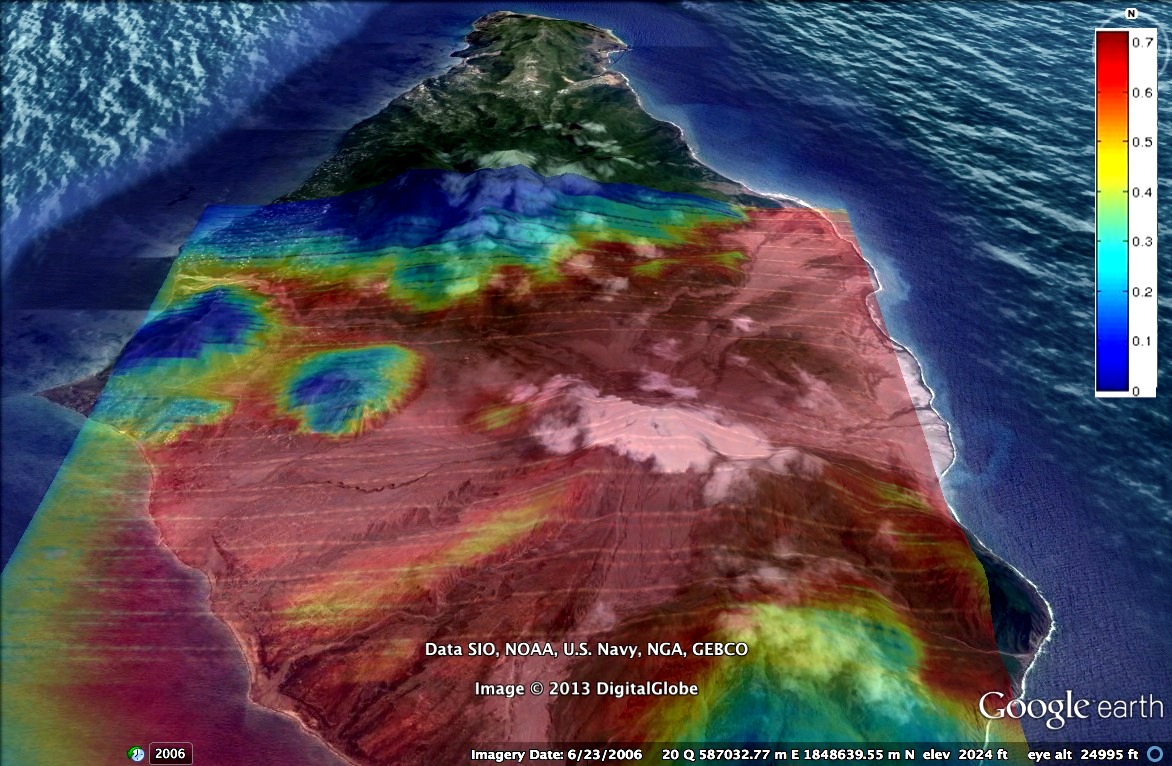 N
0.7
0.6
0.5
0.4
0.3
0.2
0.1
0
Data SIO, NOAA, U.S. Navy, NGA, GEBCO
Image © 2013 DigitalGlobe
Google earth
2006
Imagery Date: 6/23/2006 20 Q 587032.77 m E 1848639.55 m N elev 2024 ft eye alt 24995 ft